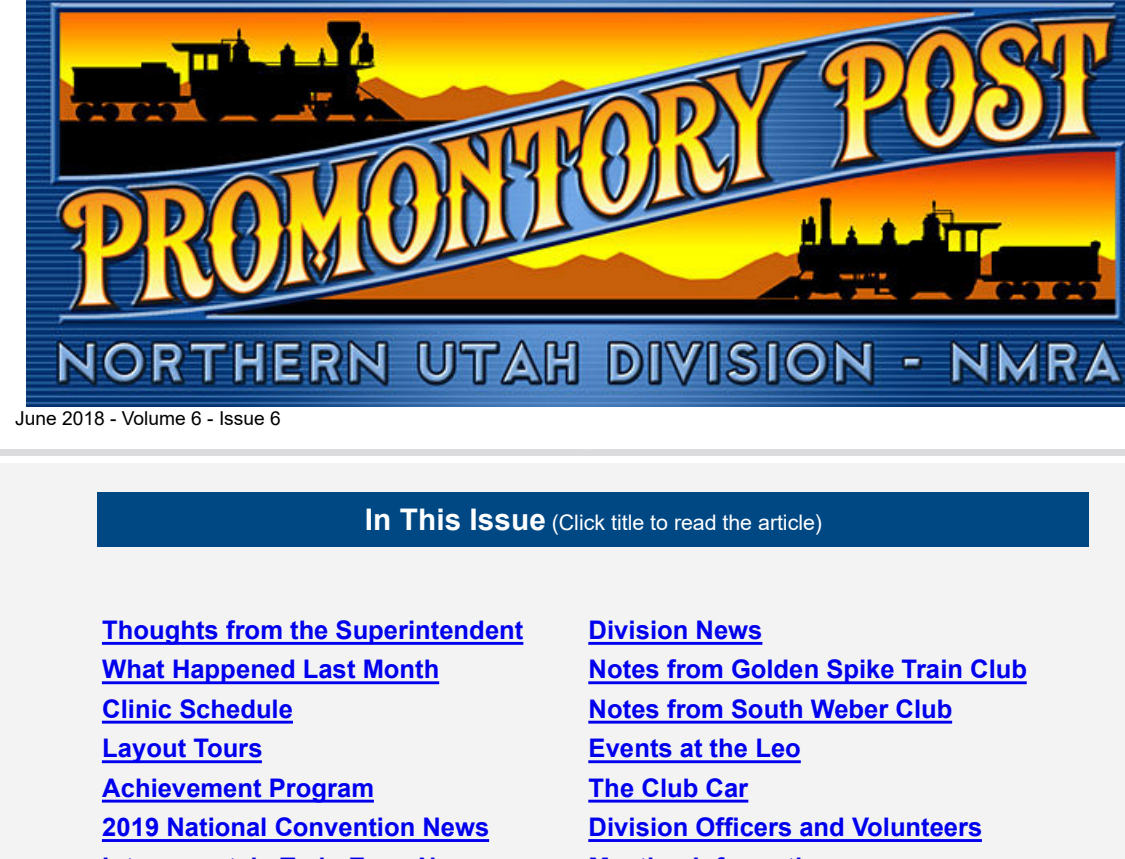 PROMONTORY POST
NORTHERN UTAH DIVISION - NMRA
June 2018 - Volume 6 - Issue 6
In This Issue (Click title to read the article)
Thoughts from the Superintendent
What Happened Last Month
Clinic Schedule
Layout Tours
Achievement Program
2019 National Convention News
Division News
Notes from Golden Spike Train Club
Notes from South Weber Club
Events at the Leo
The Club Car
Division Officers and Volunteers